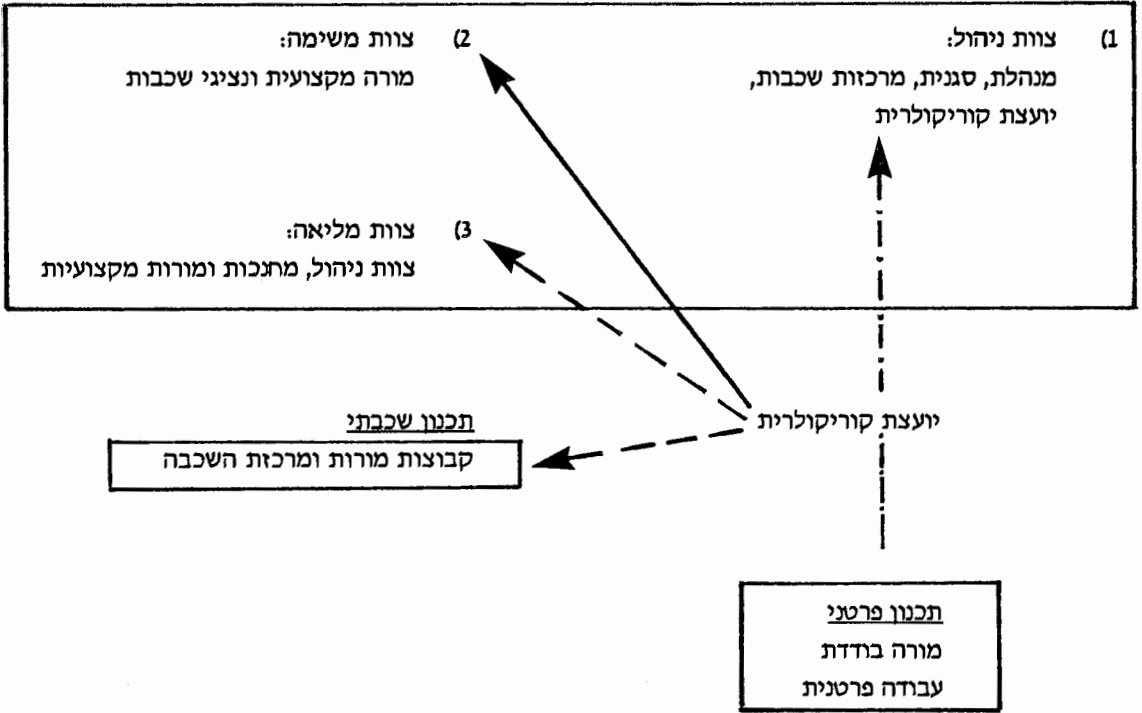 1) צוות ניהול:
מנהלת, סגנית, מרכזות שכבות,
יועצת קוריקולרית
2) צוות משימה:
מורה מקצועית ונציגי שכבות
3) צוות מליאה:
צוות ניהול, מחנכות ומורות מקצועיות
יועצת קוריקולרית
תכנון שכבתי
קבוצות מורות ומרכזת השכבה
תכנון פרטני
מורה בודדת
עבודה פרטנית